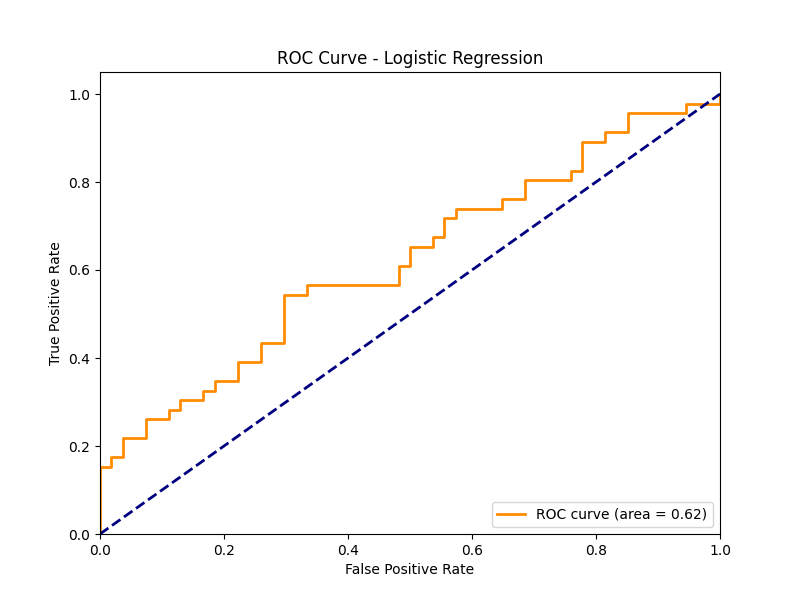 ROC Curve - Logistic Regression
True Positive Rate
1.0
0.8
0.6
0.4
0.2
0.0
ROC curve (area = 0.62)
0.0 0.2 0.4 0.6 0.8 1.0
False Positive Rate